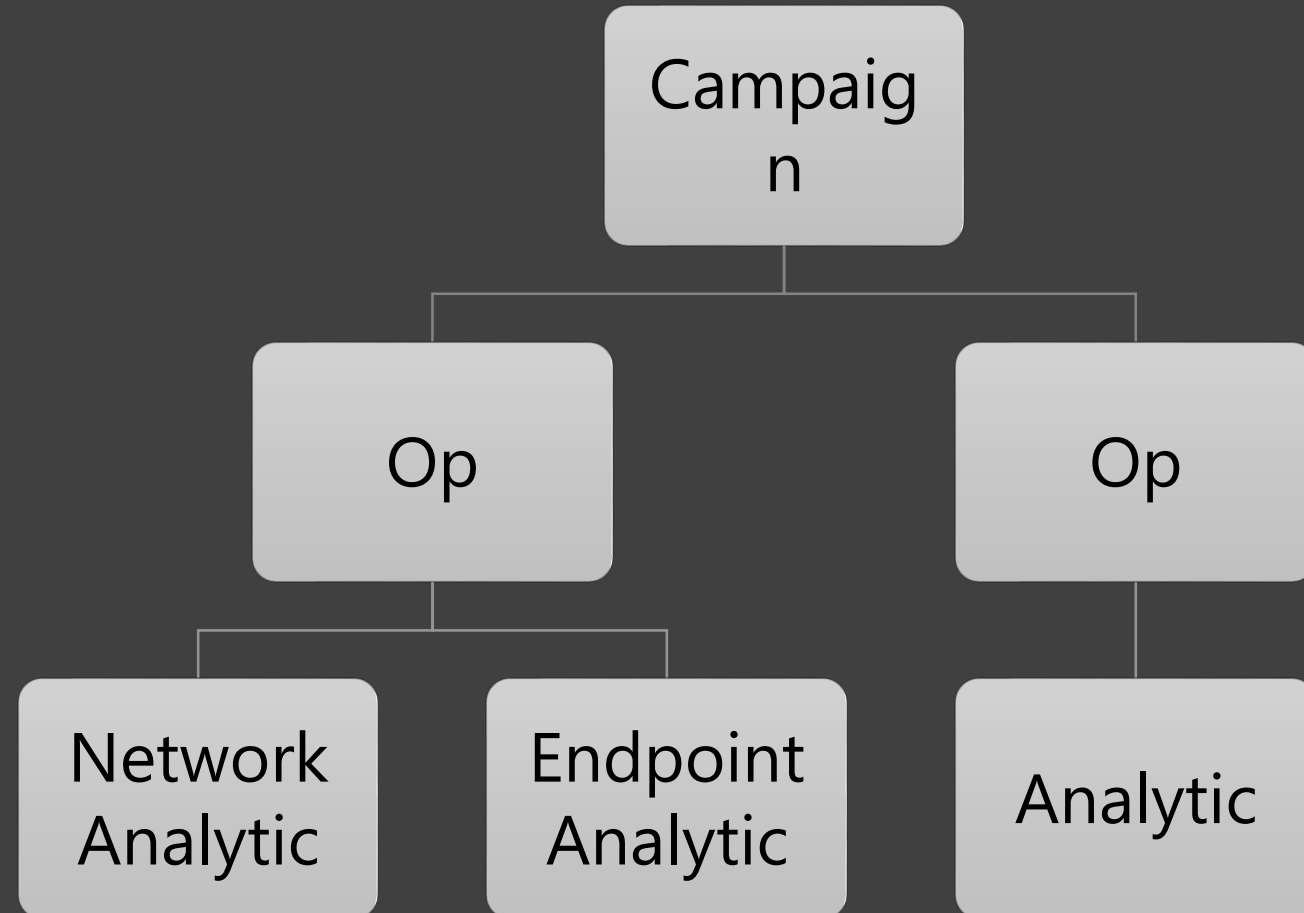 Campaig
n
Op
Op
Network
Analytic
Endpoint
Analytic
Analytic